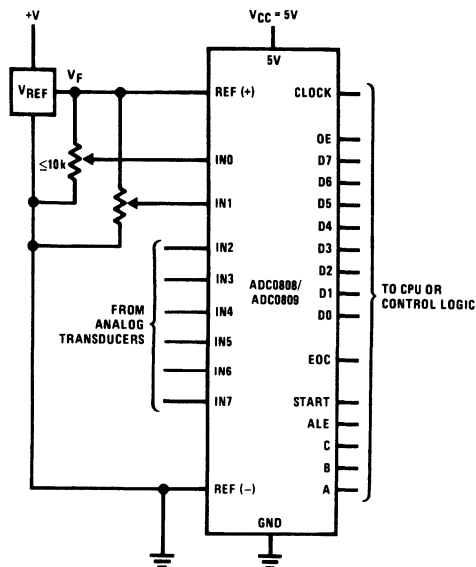 +V
VCC = 5V
5V
VREF
VF
REF (+)
CLOCK
≤10k
IN0
OE
D7
D6
IN1
D5
D4
IN2
D3
IN3
D2
FROM
ANALOG
TRANSDUCERS
ADC0808/
ADC0809
D1
TO CPU OR
CONTROL LOGIC
IN4
D0
IN5
EOC
IN6
IN7
START
ALE
C
B
REF (−)
A
GND